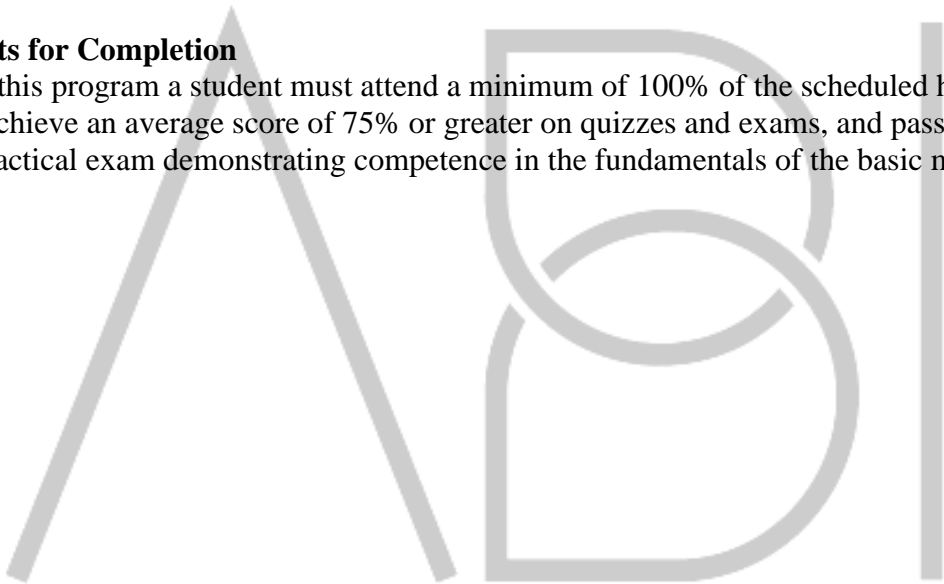 ts for Completion
this program a student must attend a minimum of 100% of the scheduled h
chieve an average score of 75% or greater on quizzes and exams, and pass
actical exam demonstrating competence in the fundamentals of the basic
ABI